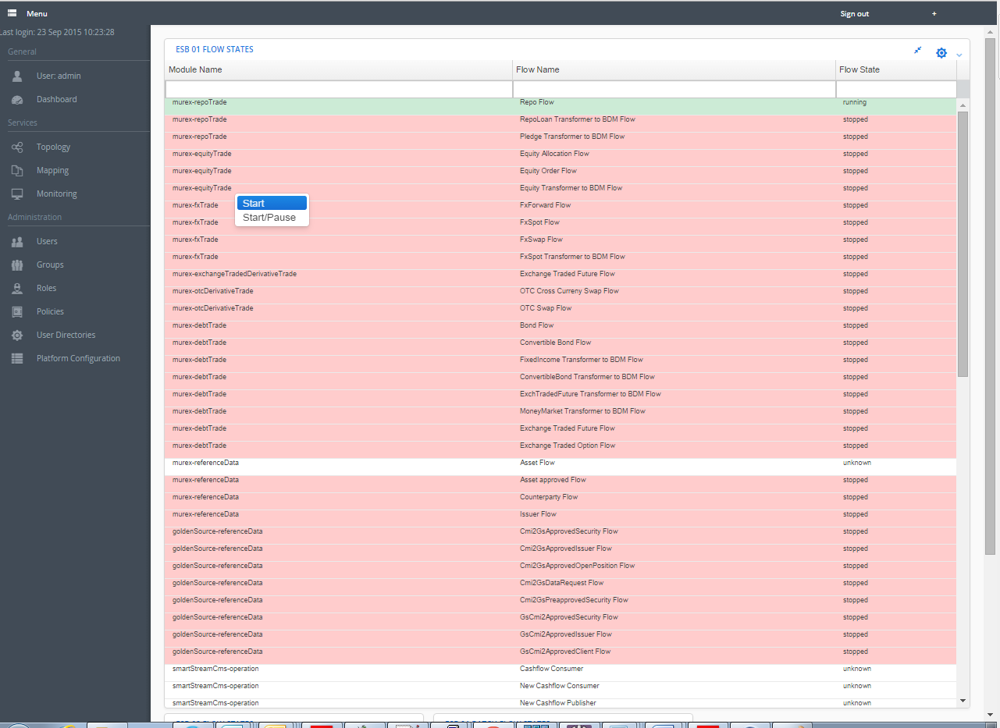 Menu
Sign out
+
Last login: 23 Sep 2015 10:23:28
General
User: admin
Dashboard
Services
Topology
Mapping
Monitoring
Administration
Users
Groups
Roles
Policies
User Directories
Platform Configuration
ESB 01 FLOW STATES
Module Name Flow Name Flow State
murex-repoTrade Repo Flow running
murex-repoTrade RepoLoan Transformer to BDM Flow stopped
murex-repoTrade Pledge Transformer to BDM Flow stopped
murex-equityTrade Equity Allocation Flow stopped
murex-equityTrade Equity Order Flow stopped
murex-equityTrade Equity Transformer to BDM Flow stopped
Start
Start/Pause
murex-fxTrade FxForward Flow stopped
murex-fxTrade FxSpot Flow stopped
murex-fxTrade FxSwap Flow stopped
murex-fxTrade FxSpot Transformer to BDM Flow stopped
murex-exchangeTradedDerivativeTrade Exchange Traded Future Flow stopped
murex-otcDerivativeTrade OTC Cross Curreny Swap Flow stopped
murex-otcDerivativeTrade OTC Swap Flow stopped
murex-debtTrade Bond Flow stopped
murex-debtTrade Convertible Bond Flow stopped
murex-debtTrade FixedIncome Transformer to BDM Flow stopped
murex-debtTrade ConvertibleBond Transformer to BDM Flow stopped
murex-debtTrade ExchTradedFuture Transformer to BDM Flow stopped
murex-debtTrade MoneyMarket Transformer to BDM Flow stopped
murex-debtTrade Exchange Traded Future Flow stopped
murex-debtTrade Exchange Traded Option Flow stopped
murex-referenceData Asset Flow unknown
murex-referenceData Asset approved Flow stopped
murex-referenceData Counterparty Flow stopped
murex-referenceData Issuer Flow stopped
goldenSource-referenceData Cmi2GsApprovedSecurity Flow stopped
goldenSource-referenceData Cmi2GsApprovedIssuer Flow stopped
goldenSource-referenceData Cmi2GsApprovedOpenPosition Flow stopped
goldenSource-referenceData Cmi2GsDataRequest Flow stopped
goldenSource-referenceData Cmi2GsPreapprovedSecurity Flow stopped
goldenSource-referenceData GsCmi2ApprovedSecurity Flow stopped
goldenSource-referenceData GsCmi2ApprovedIssuer Flow stopped
goldenSource-referenceData GsCmi2ApprovedClient Flow stopped
smartStreamCms-operation Cashflow Consumer unknown
smartStreamCms-operation New Cashflow Consumer unknown
smartStreamCms-operation New Cashflow Publisher unknown